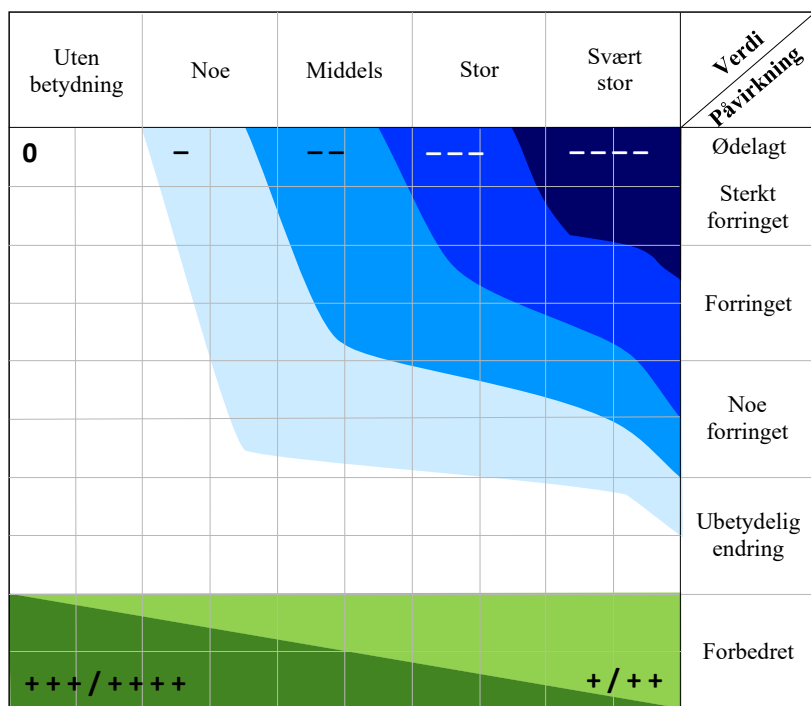 Uten
betydning
Noe
Middels
Stor
Svært
stor
Verdi
Påvirkning
0
–
– –
– – –
– – – –
Ødelagt
Sterkt
forringet
Forringet
Noe
forringet
Ubetydelig
endring
Forbedret
+++/++++
+/++